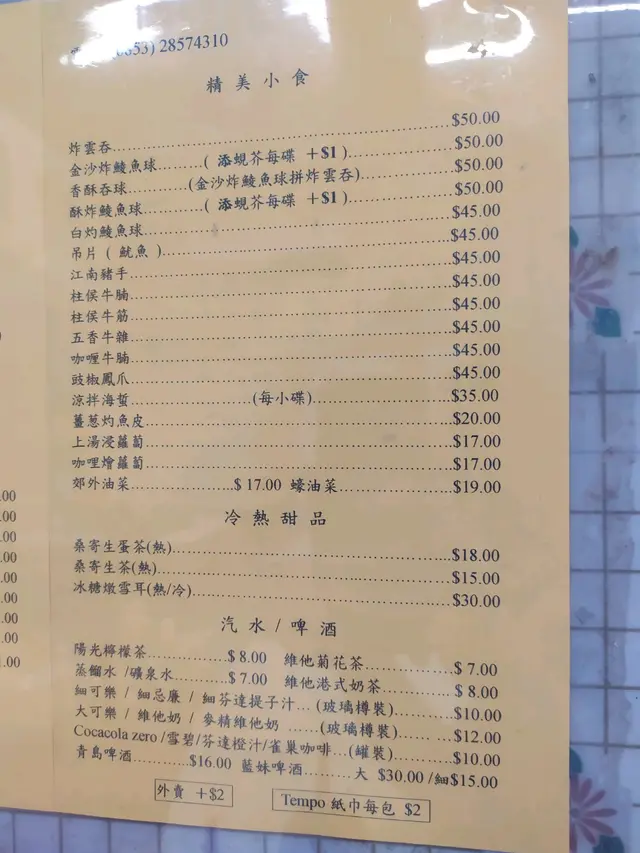 (0853) 28574310
精美小食
炸雲吞..................$50.00
金沙炸鯪魚球.........( 添蜆芥每碟 +$1 )..................$50.00
香酥吞球............(金沙炸鯪魚球拼炸雲吞)..................$50.00
酥炸鯪魚球............( 添蜆芥每碟 +$1 )..................$50.00
白灼鯪魚球..................$45.00
吊片 ( 魷魚 )..................$45.00
江南豬手..................$45.00
柱侯牛腩..................$45.00
柱侯牛筋..................$45.00
五香牛雜..................$45.00
咖喱牛腩..................$45.00
豉椒鳳爪..................$45.00
涼拌海蜇..................(每小碟)..................$35.00
薑葱灼魚皮..................$20.00
上湯浸蘿蔔..................$17.00
咖哩燴蘿蔔..................$17.00
郊外油菜..................$ 17.00 蠔油菜..................$19.00
冷熱甜品
桑寄生蛋茶(熱)..................$18.00
桑寄生茶(熱)..................$15.00
冰糖燉雪耳(熱/冷)..................$30.00
汽水/啤酒
陽光檸檬茶..................$ 8.00 維他菊花茶..................$ 7.00
蒸餾水 /礦泉水..................$ 7.00 維他港式奶茶..................$ 8.00
細可樂 / 細忌廉 / 細芬達提子汁... (玻璃樽裝)..................$10.00
大可樂 / 維他奶 / 麥精維他奶 ...... (玻璃樽裝)..................$12.00
Cocacola zero /雪碧/芬達橙汁/雀巢咖啡...(罐裝)..................$10.00
青島啤酒..................$16.00 藍妹啤酒.........大 $30.00 /細$15.00
外賣 +$2
Tempo 紙巾每包 $2